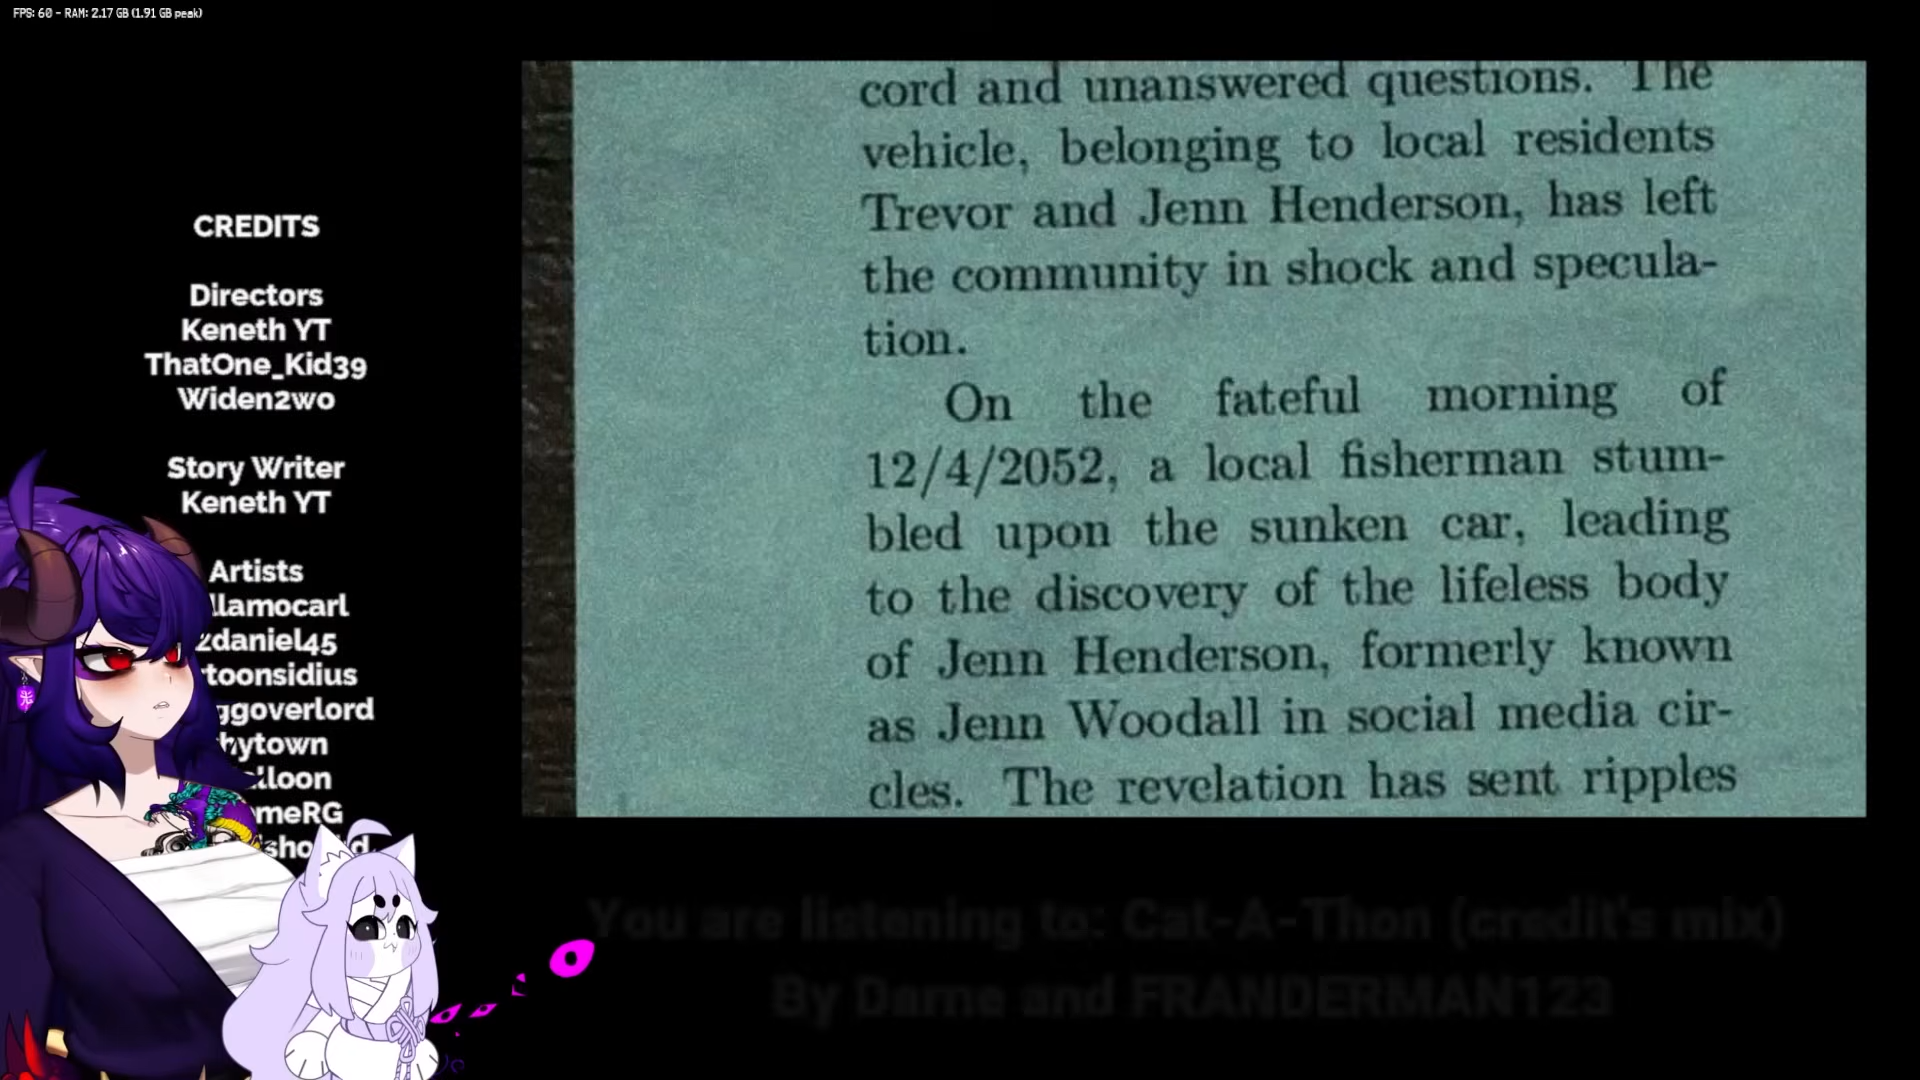 FPS: 60 - RAM: 2.17 GB (1.91 GB peak)
CREDITS
Directors
Keneth YT
ThatOne_Kid39
Widen2wo
Story Writer
Keneth YT
Artists
cord and unanswered questions. The
vehicle, belonging to local residents
Trevor and Jenn Henderson, has left
the community in shock and specula-
tion.
On the fateful morning of
12/4/2052, a local fisherman stum-
bled upon the sunken car, leading
to the discovery of the lifeless body
of Jenn Henderson, formerly known
as Jenn Woodall in social media cir-
cles. The revelation has sent ripples
You are listening to: Cat-A-Thon (credit's mix)
By Dame and FRANDERMAN123